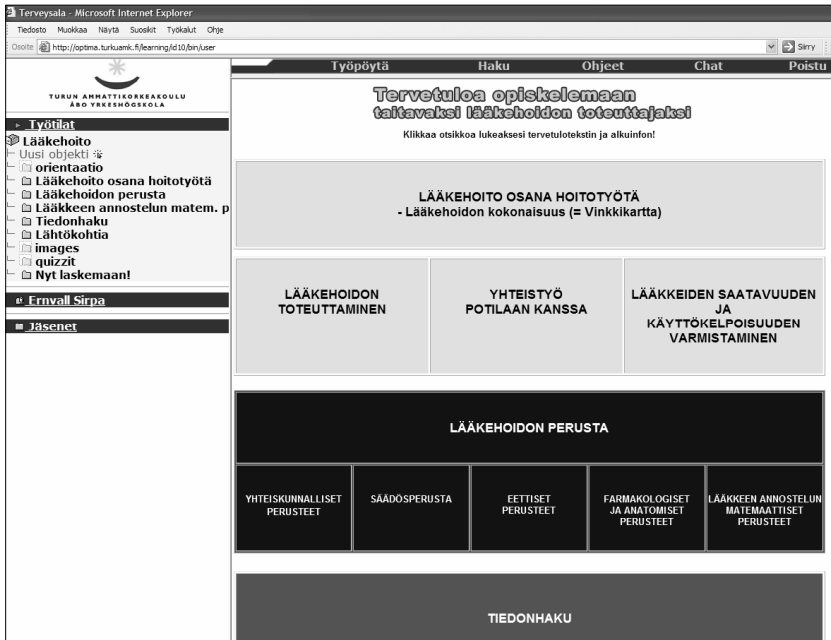 Terveysala - Microsoft Internet Explorer
Tiedosto Muokkaa Näytä Suosikit Työkalut Ohje
Osoite http://optima.turkuamk.fi/learning/id10/bin/user
Siirry
Työpöytä Haku Ohjeet Chat Poistu
TURUN AMMATTIKORKEAKOULU
ÅBO YRKESHÖGSKOLA
Työtilat
Lääkehoito
Uusi objekti
orientaatio
Lääkehoito osana hoitotyötä
Lääkehoidon perusta
Lääkkeen annostelun matem. p
Tiedonhaku
Lähtökohtia
images
quizzit
Nyt laskemaan!
Ernvall Sirpa
Jäsenet
Tervetuloa opiskelemaan
taitavaksi lääkehoidon toteuttajaksi
Klikkaa otsikkoa lukeaksesi tervetulotekstin ja alkuinfon!
LÄÄKEHOITO OSANA HOITOTYÖTÄ
- Lääkehoidon kokonaisuus (= Vinkkikartta)
LÄÄKEHOIDON
TOTEUTTAMINEN
YHTEISTYÖ
POTILAAN KANSSA
LÄÄKKEIDEN SAATAVUUDEN
JA
KÄYTTÖKELPOISUUDEN
VARMISTAMINEN
LÄÄKEHOIDON PERUSTA
YHTEISKUNNALLISET
PERUSTEET
SÄÄDÖSPERUSTA
EETTISET
PERUSTEET
FARMAKOLOGISET
JA ANATOMISET
PERUSTEET
LÄÄKKEEN ANNOSTELUN
MATEMAATTISET
PERUSTEET
TIEDONHAKU